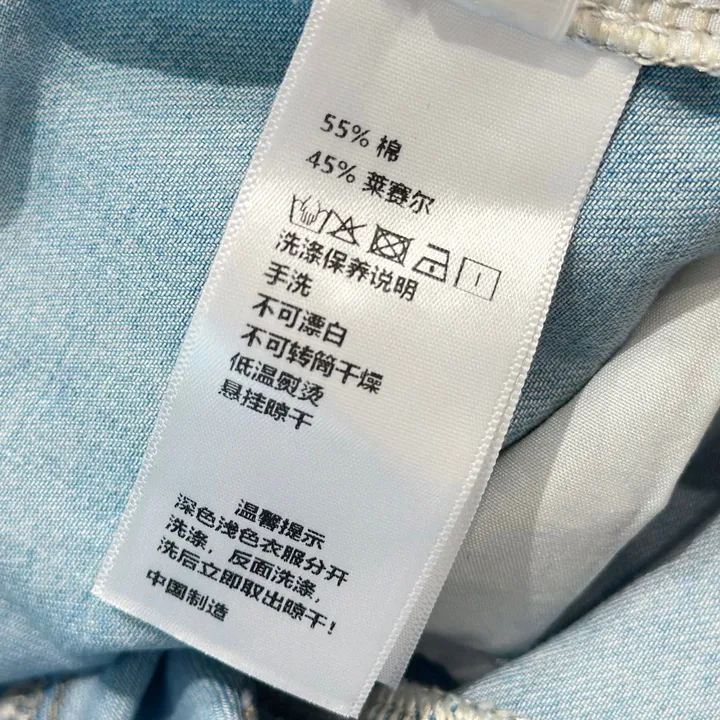 55% 棉
45% 莱赛尔
洗涤保养说明
手洗
不可漂白
不可转筒干燥
低温熨烫
悬挂晾干
温馨提示
深色浅色衣服分开
洗涤，反面洗涤，
洗后立即取出晾干！
中国制造